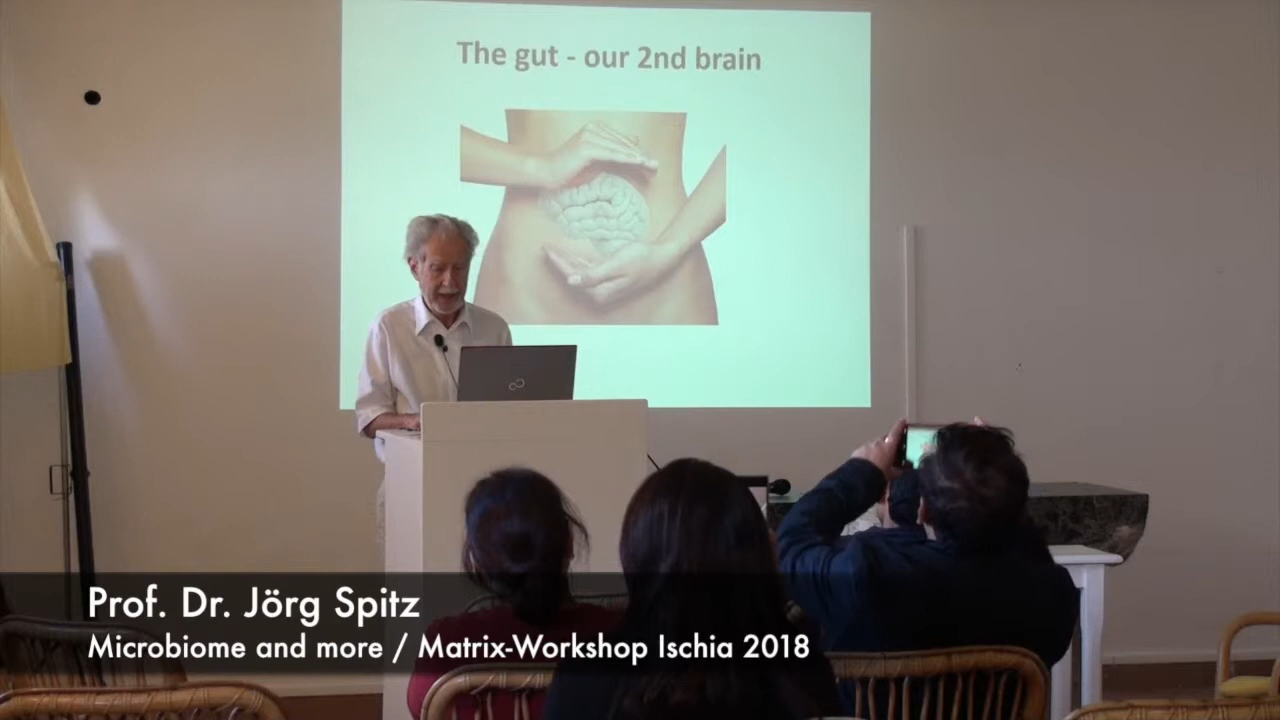 The gut - our 2nd brain
Prof. Dr. Jörg Spitz
Microbiome and more / Matrix-Workshop Ischia 2018